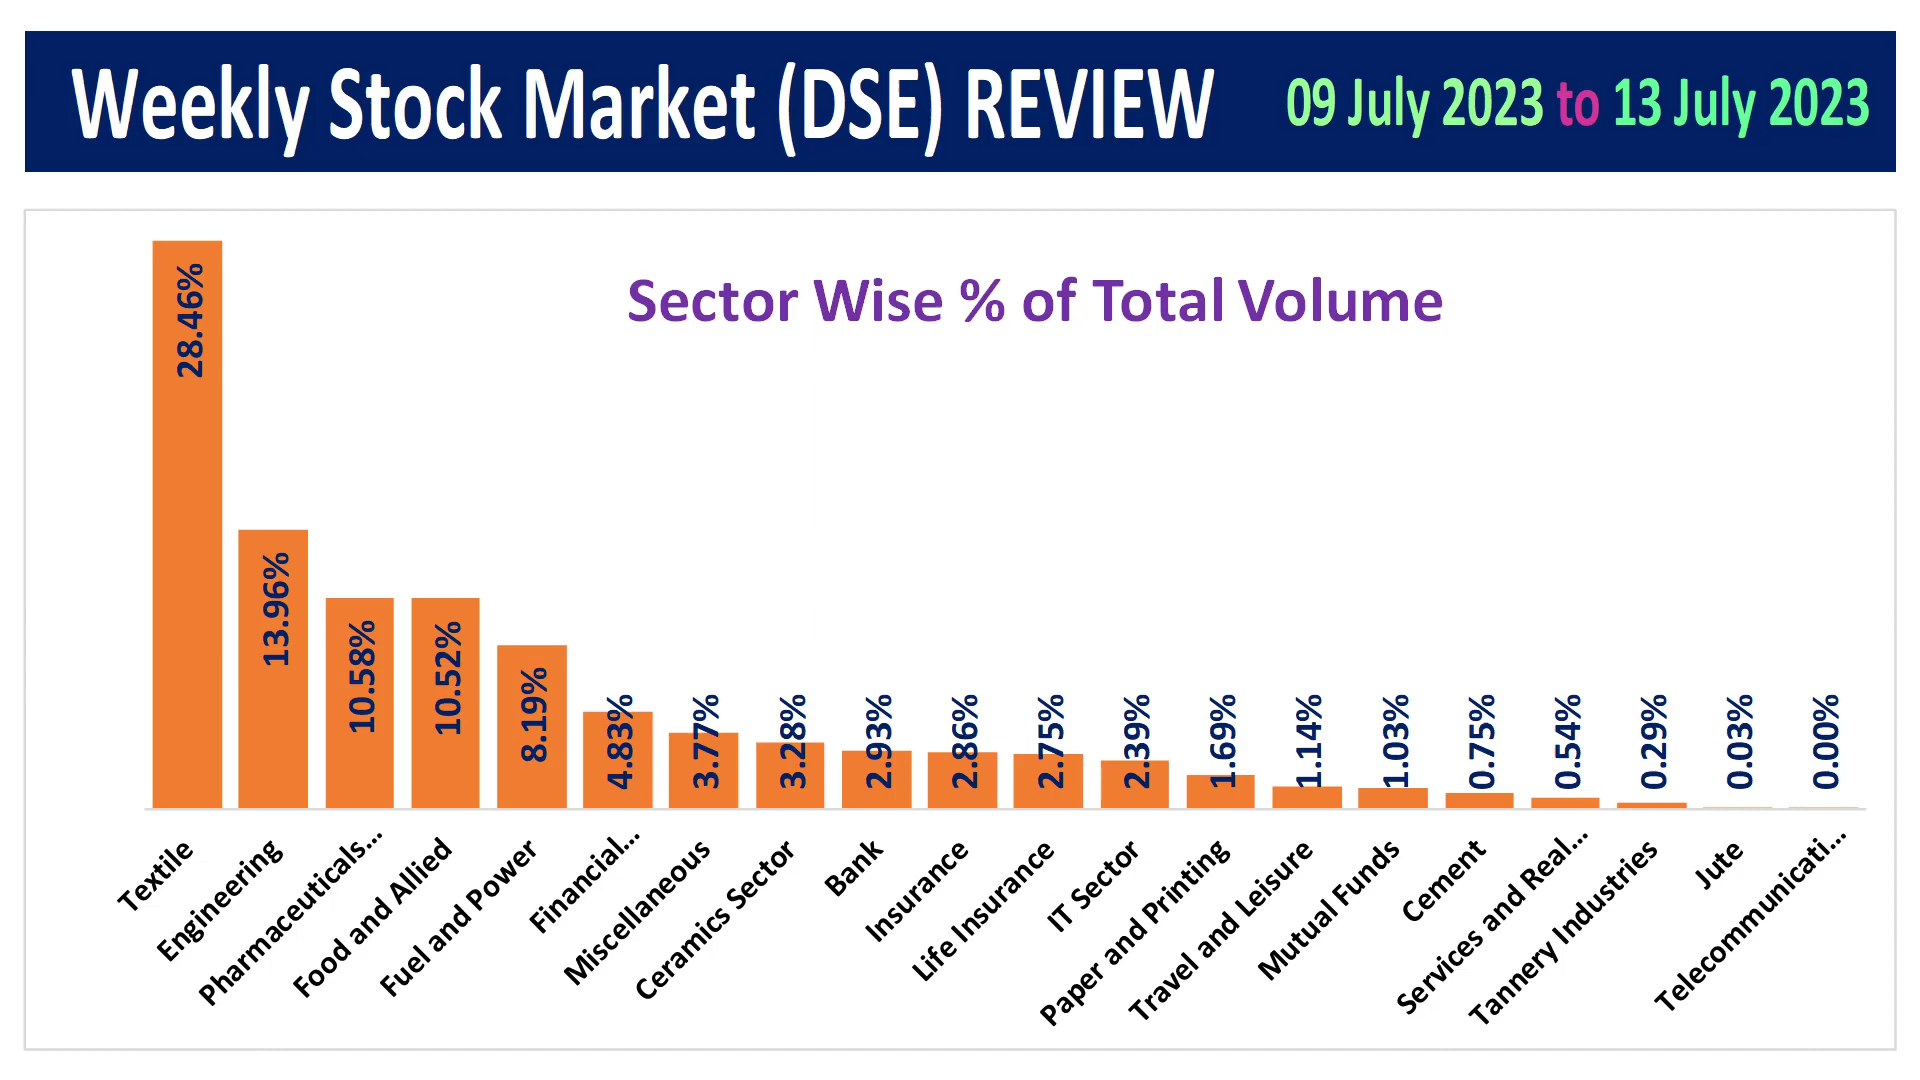 Weekly Stock Market (DSE) REVIEW
09 July 2023 to 13 July 2023
Sector Wise % of Total Volume
28.46%
13.96%
10.58%
10.52%
8.19%
4.83%
3.77%
3.28%
2.93%
2.86%
2.75%
2.39%
1.69%
1.14%
1.03%
0.75%
0.54%
0.29%
0.03%
0.00%
Textile
Engineering
Pharmaceuticals...
Food and Allied
Fuel and Power
Financial...
Miscellaneous
Ceramics Sector
Bank
Insurance
Life Insurance
IT Sector
Paper and Printing
Travel and Leisure
Mutual Funds
Cement
Services and Real...
Tannery Industries
Jute
Telecommunicati...